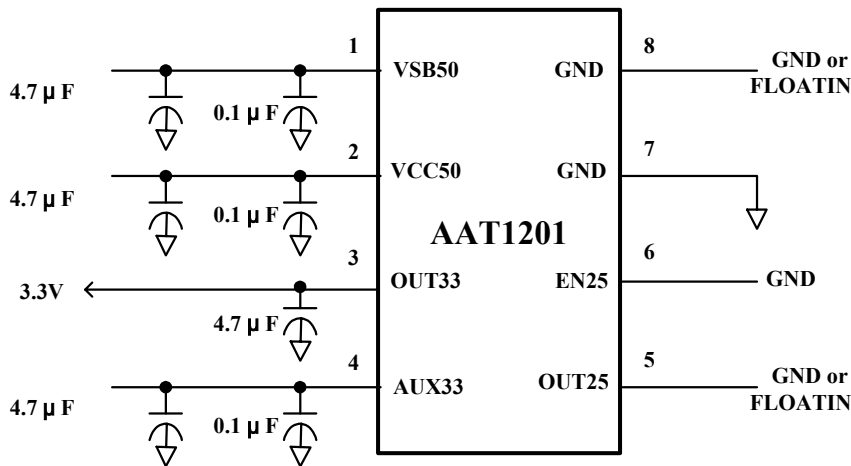 1
8
VSB50
GND
GND or
FLOATIN
4.7 μ F
0.1 μ F
2
7
VCC50
GND
4.7 μ F
0.1 μ F
AAT1201
3
6
3.3V
OUT33
EN25
GND
4.7 μ F
4
5
AUX33
OUT25
GND or
FLOATIN
4.7 μ F
0.1 μ F